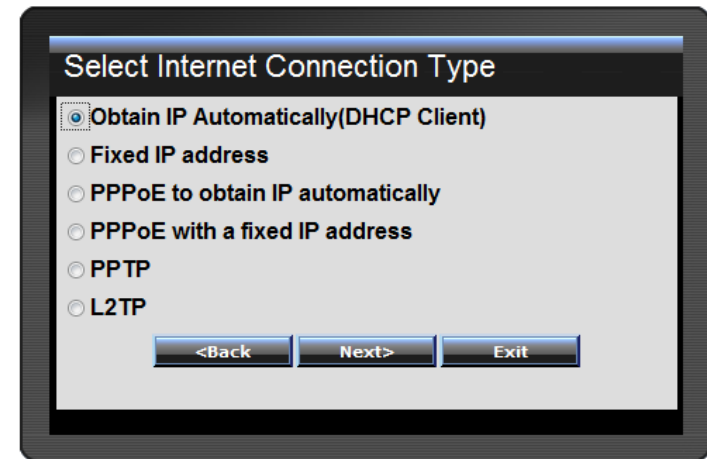 Select Internet Connection Type
Obtain IP Automatically(DHCP Client)
Fixed IP address
PPPoE to obtain IP automatically
PPPoE with a fixed IP address
PPTP
L2TP
<Back Next> Exit